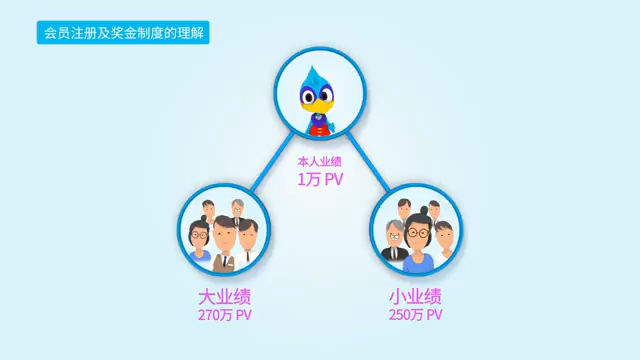 会员注册及奖金制度的理解
本人业绩
1万 PV
大业绩
270万 PV
小业绩
250万 PV